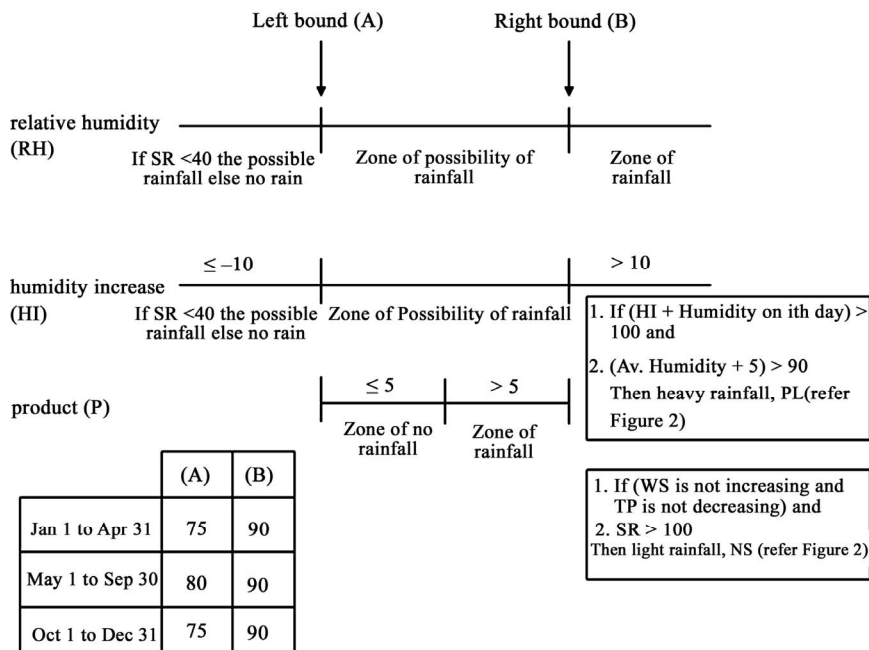 Left bound (A)
Right bound (B)
relative humidity
(RH)
If SR <40 the possible
rainfall else no rain
Zone of possibility of
rainfall
Zone of
rainfall
≤ –10
> 10
humidity increase
(HI)
If SR <40 the possible
rainfall else no rain
Zone of Possibility of rainfall
1. If (HI + Humidity on ith day) >
100 and
2. (Av. Humidity + 5) > 90
Then heavy rainfall, PL(refer
Figure 2)
≤ 5
> 5
product (P)
Zone of no
rainfall
Zone of
rainfall
1. If (WS is not increasing and
TP is not decreasing) and
2. SR > 100
Then light rainfall, NS (refer Figure 2)
(A)
(B)
Jan 1 to Apr 31
75
90
May 1 to Sep 30
80
90
Oct 1 to Dec 31
75
90